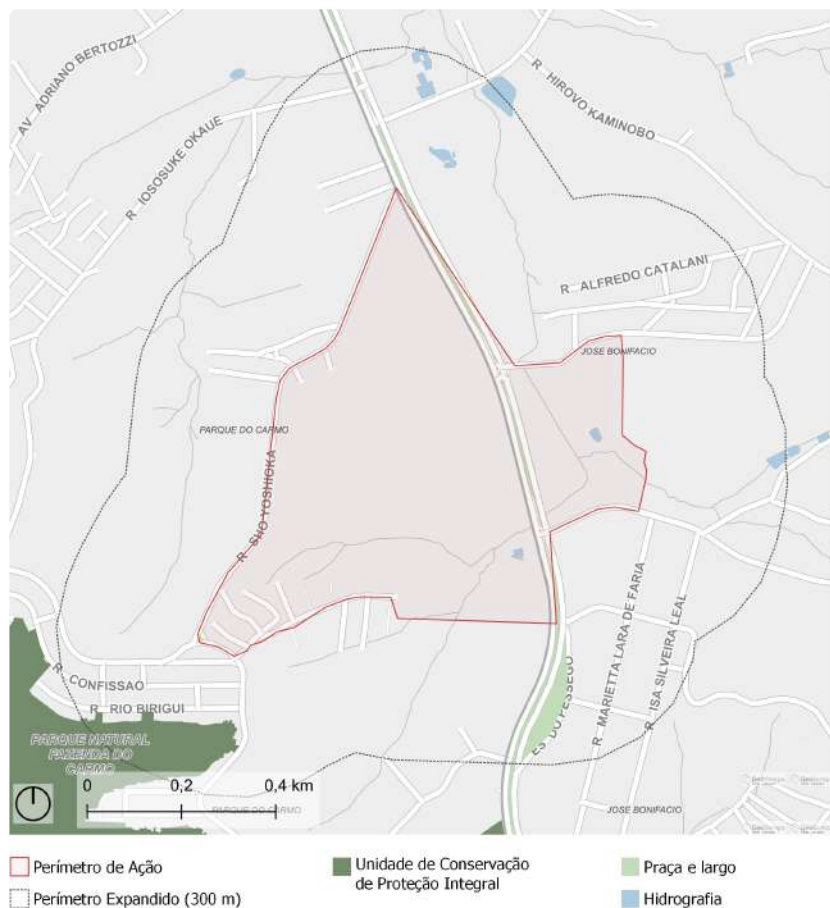 AV ADRIANO BERTOZZI
R IOSOSUKE OKAUE
R HIROVO KAMINOBO
R ALFREDO CATALANI
JOSE BONIFACIO
PARQUE DO CARMO
R SHO YOSHIOKA
R MARIETTA LARA DE FARIA
R ISA SILVEIRA LEAL
ES DO PESSEGO
R CONFISSAO
R RIO BIRIGUI
PARQUE NATURAL
FAZENDA DO
CARMO
0 0,2 0,4 km
PARQUE DO CARMO
JOSE BONIFACIO
Perímetro de Ação
Perímetro Expandido (300 m)
Unidade de Conservação
de Proteção Integral
Praça e largo
Hidrografia